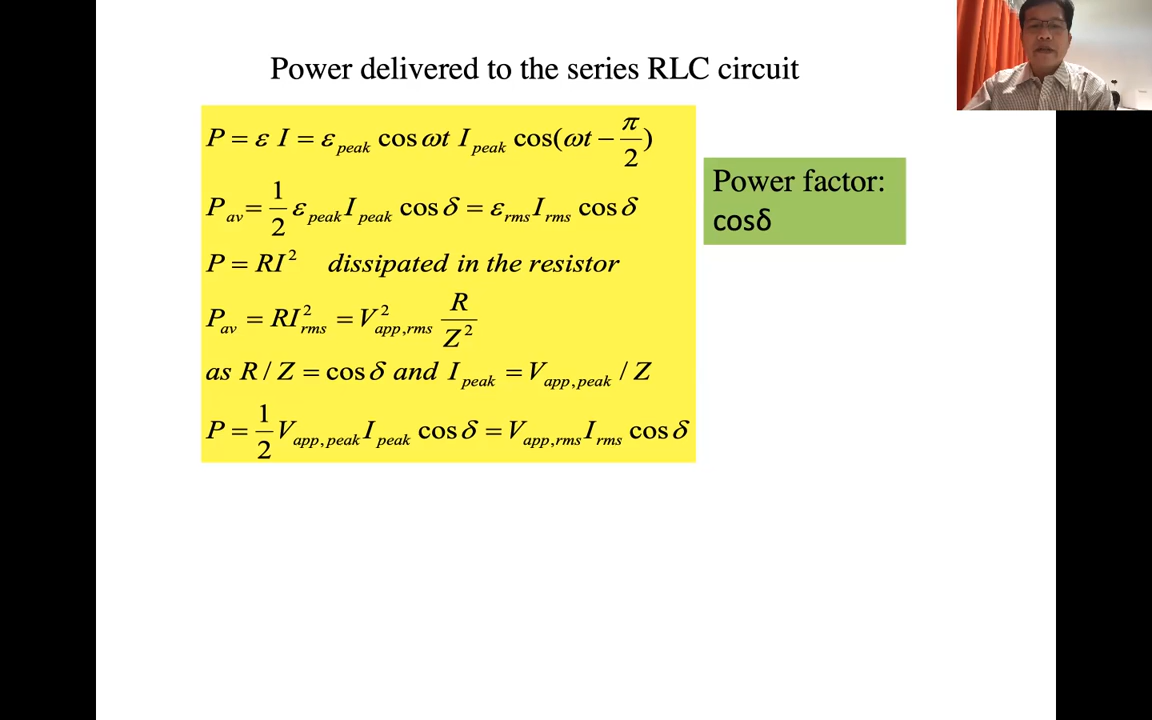 Power delivered to the series RLC circuit
P = ε I = ε_peak cos ωt I_peak cos(ωt − π/2)
P_av = 1/2 ε_peak I_peak cos δ = ε_rms I_rms cos δ
P = RI² dissipated in the resistor
P_av = RI²_rms = V²_app,rms R/Z²
as R / Z = cos δ and I_peak = V_app,peak / Z
P = 1/2 V_app,peak I_peak cos δ = V_app,rms I_rms cos δ
Power factor:
cosδ